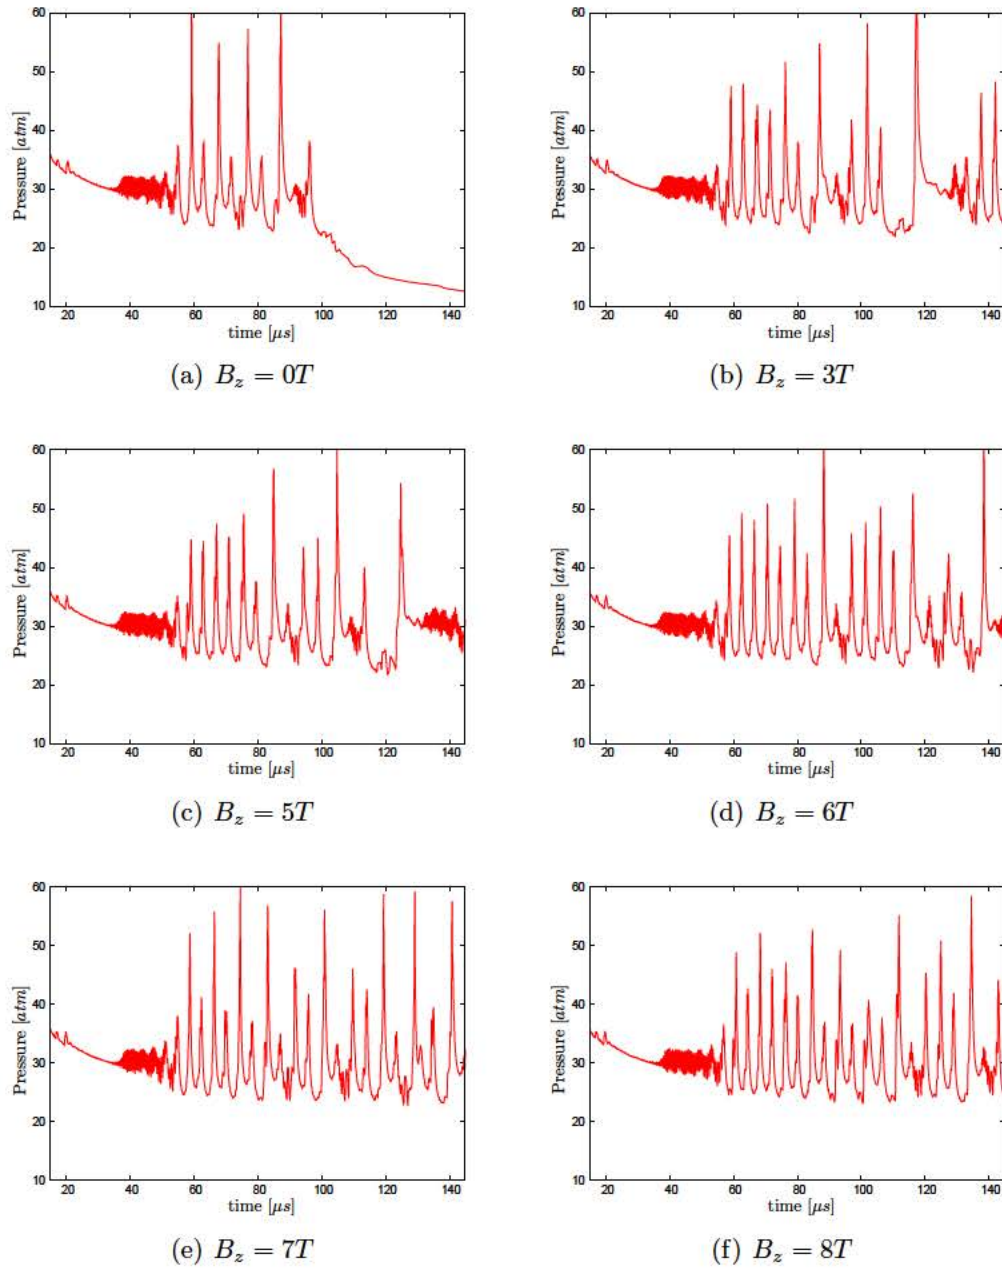 60
50
40
30
20
10
Pressure [atm]
20 40 60 80 100 120 140
time [μs]
(a) B_z = 0T
60
50
40
30
20
10
Pressure [atm]
20 40 60 80 100 120 140
time [μs]
(b) B_z = 3T
60
50
40
30
20
10
Pressure [atm]
20 40 60 80 100 120 140
time [μs]
(c) B_z = 5T
60
50
40
30
20
10
Pressure [atm]
20 40 60 80 100 120 140
time [μs]
(d) B_z = 6T
60
50
40
30
20
10
Pressure [atm]
20 40 60 80 100 120 140
time [μs]
(e) B_z = 7T
60
50
40
30
20
10
Pressure [atm]
20 40 60 80 100 120 140
time [μs]
(f) B_z = 8T